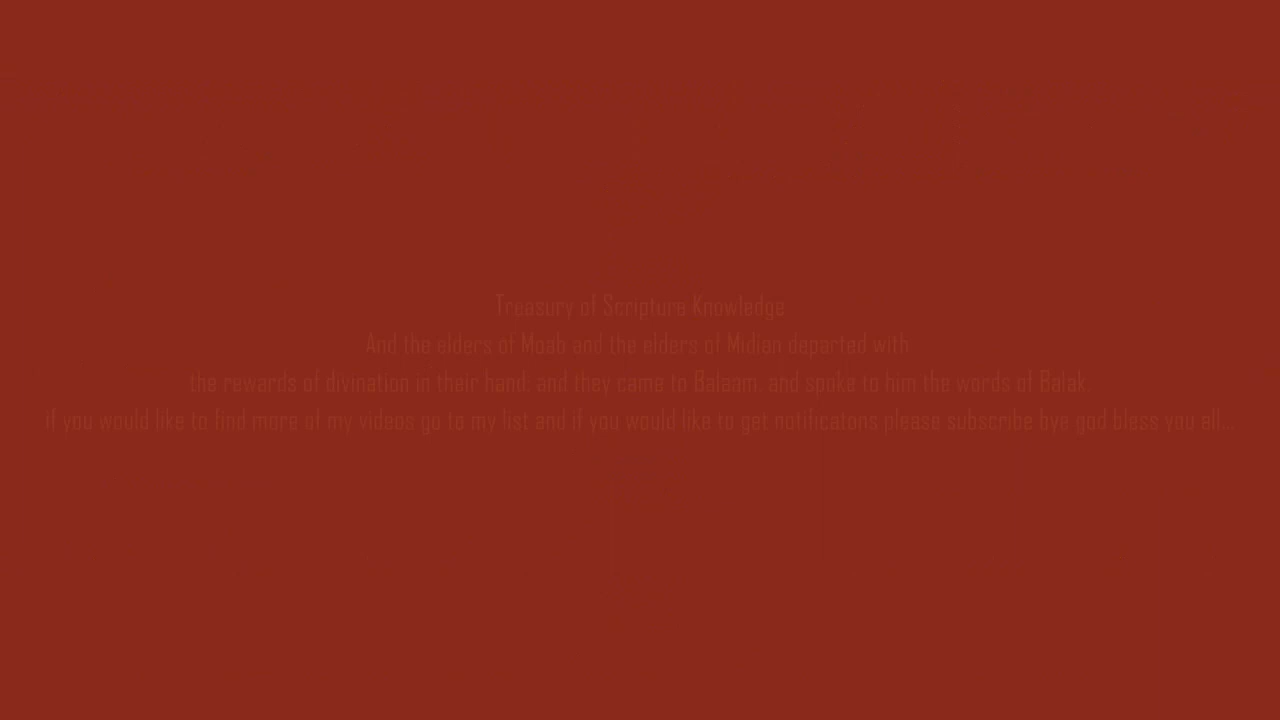 Treasury of Scripture Knowledge
And the elders of Moab and the elders of Midian departed with
the rewards of divination in their hand; and they came to Balaam, and spoke to him the words of Balak.
if you would like to find more of my videos go to my list and if you would like to get notificatons please subscribe bye god bless you all...